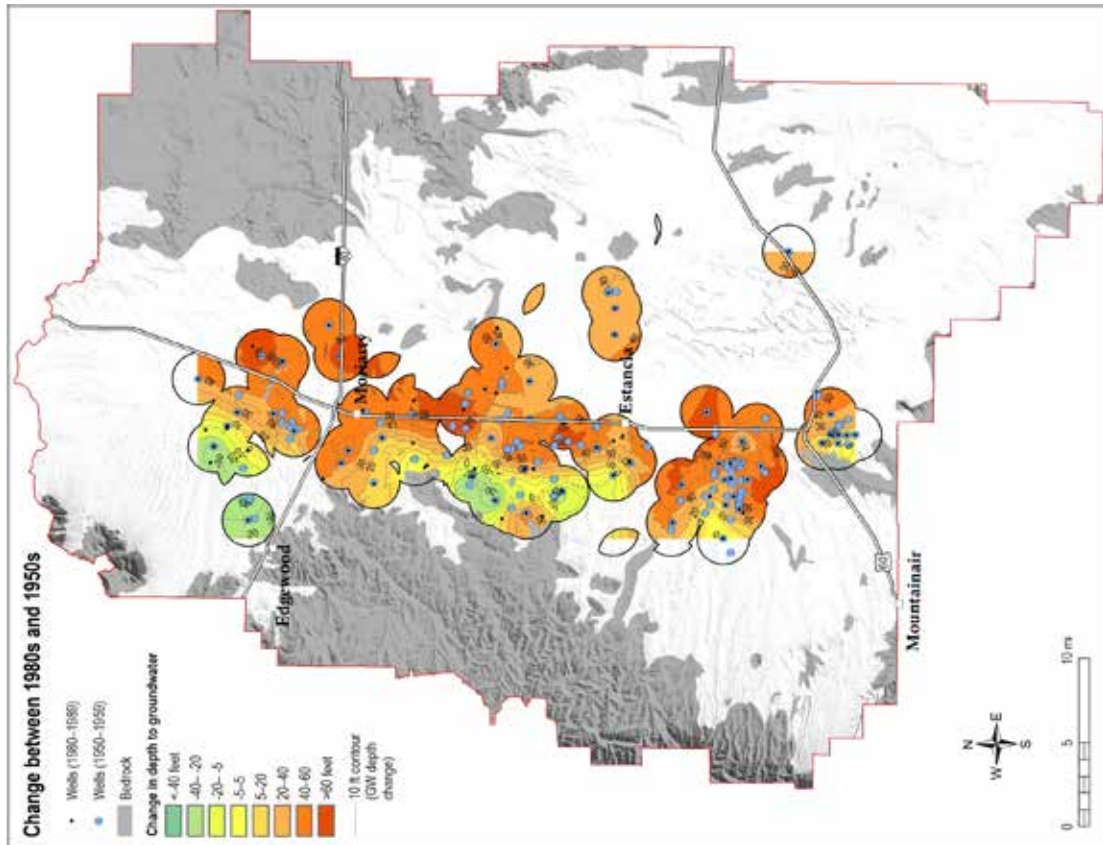 Change between 1980s and 1950s
Wells (1980–1989)
Wells (1950–1959)
Bedrock
Change in depth to groundwater
<-40 feet
-40– -20
-20– -5
-5–5
5–20
20–40
40–60
>60 feet
10 ft contour
(GW depth
change)
Edgewood
Moriarty
Estancia
Mountainair
60
N
W E
S
0 5 10 mi